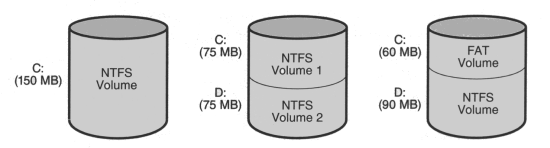 C:
(150 MB)
NTFS
Volume
C:
(75 MB)
NTFS
Volume 1
D:
(75 MB)
NTFS
Volume 2
C:
(60 MB)
FAT
Volume
D:
(90 MB)
NTFS
Volume